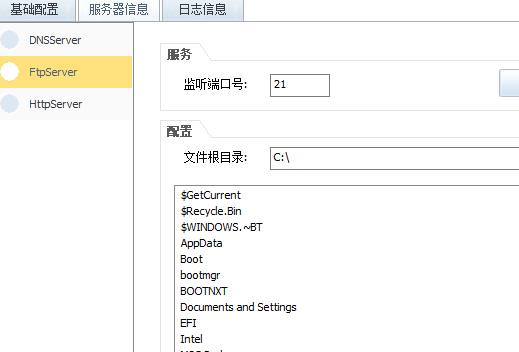 基础配置 服务器信息 日志信息
DNSServer
FtpServer
HttpServer
服务
监听端口号: 21
配置
文件根目录: C:\
$GetCurrent
$Recycle.Bin
$WINDOWS.~BT
AppData
Boot
bootmgr
BOOTNXT
Documents and Settings
EFI
Intel